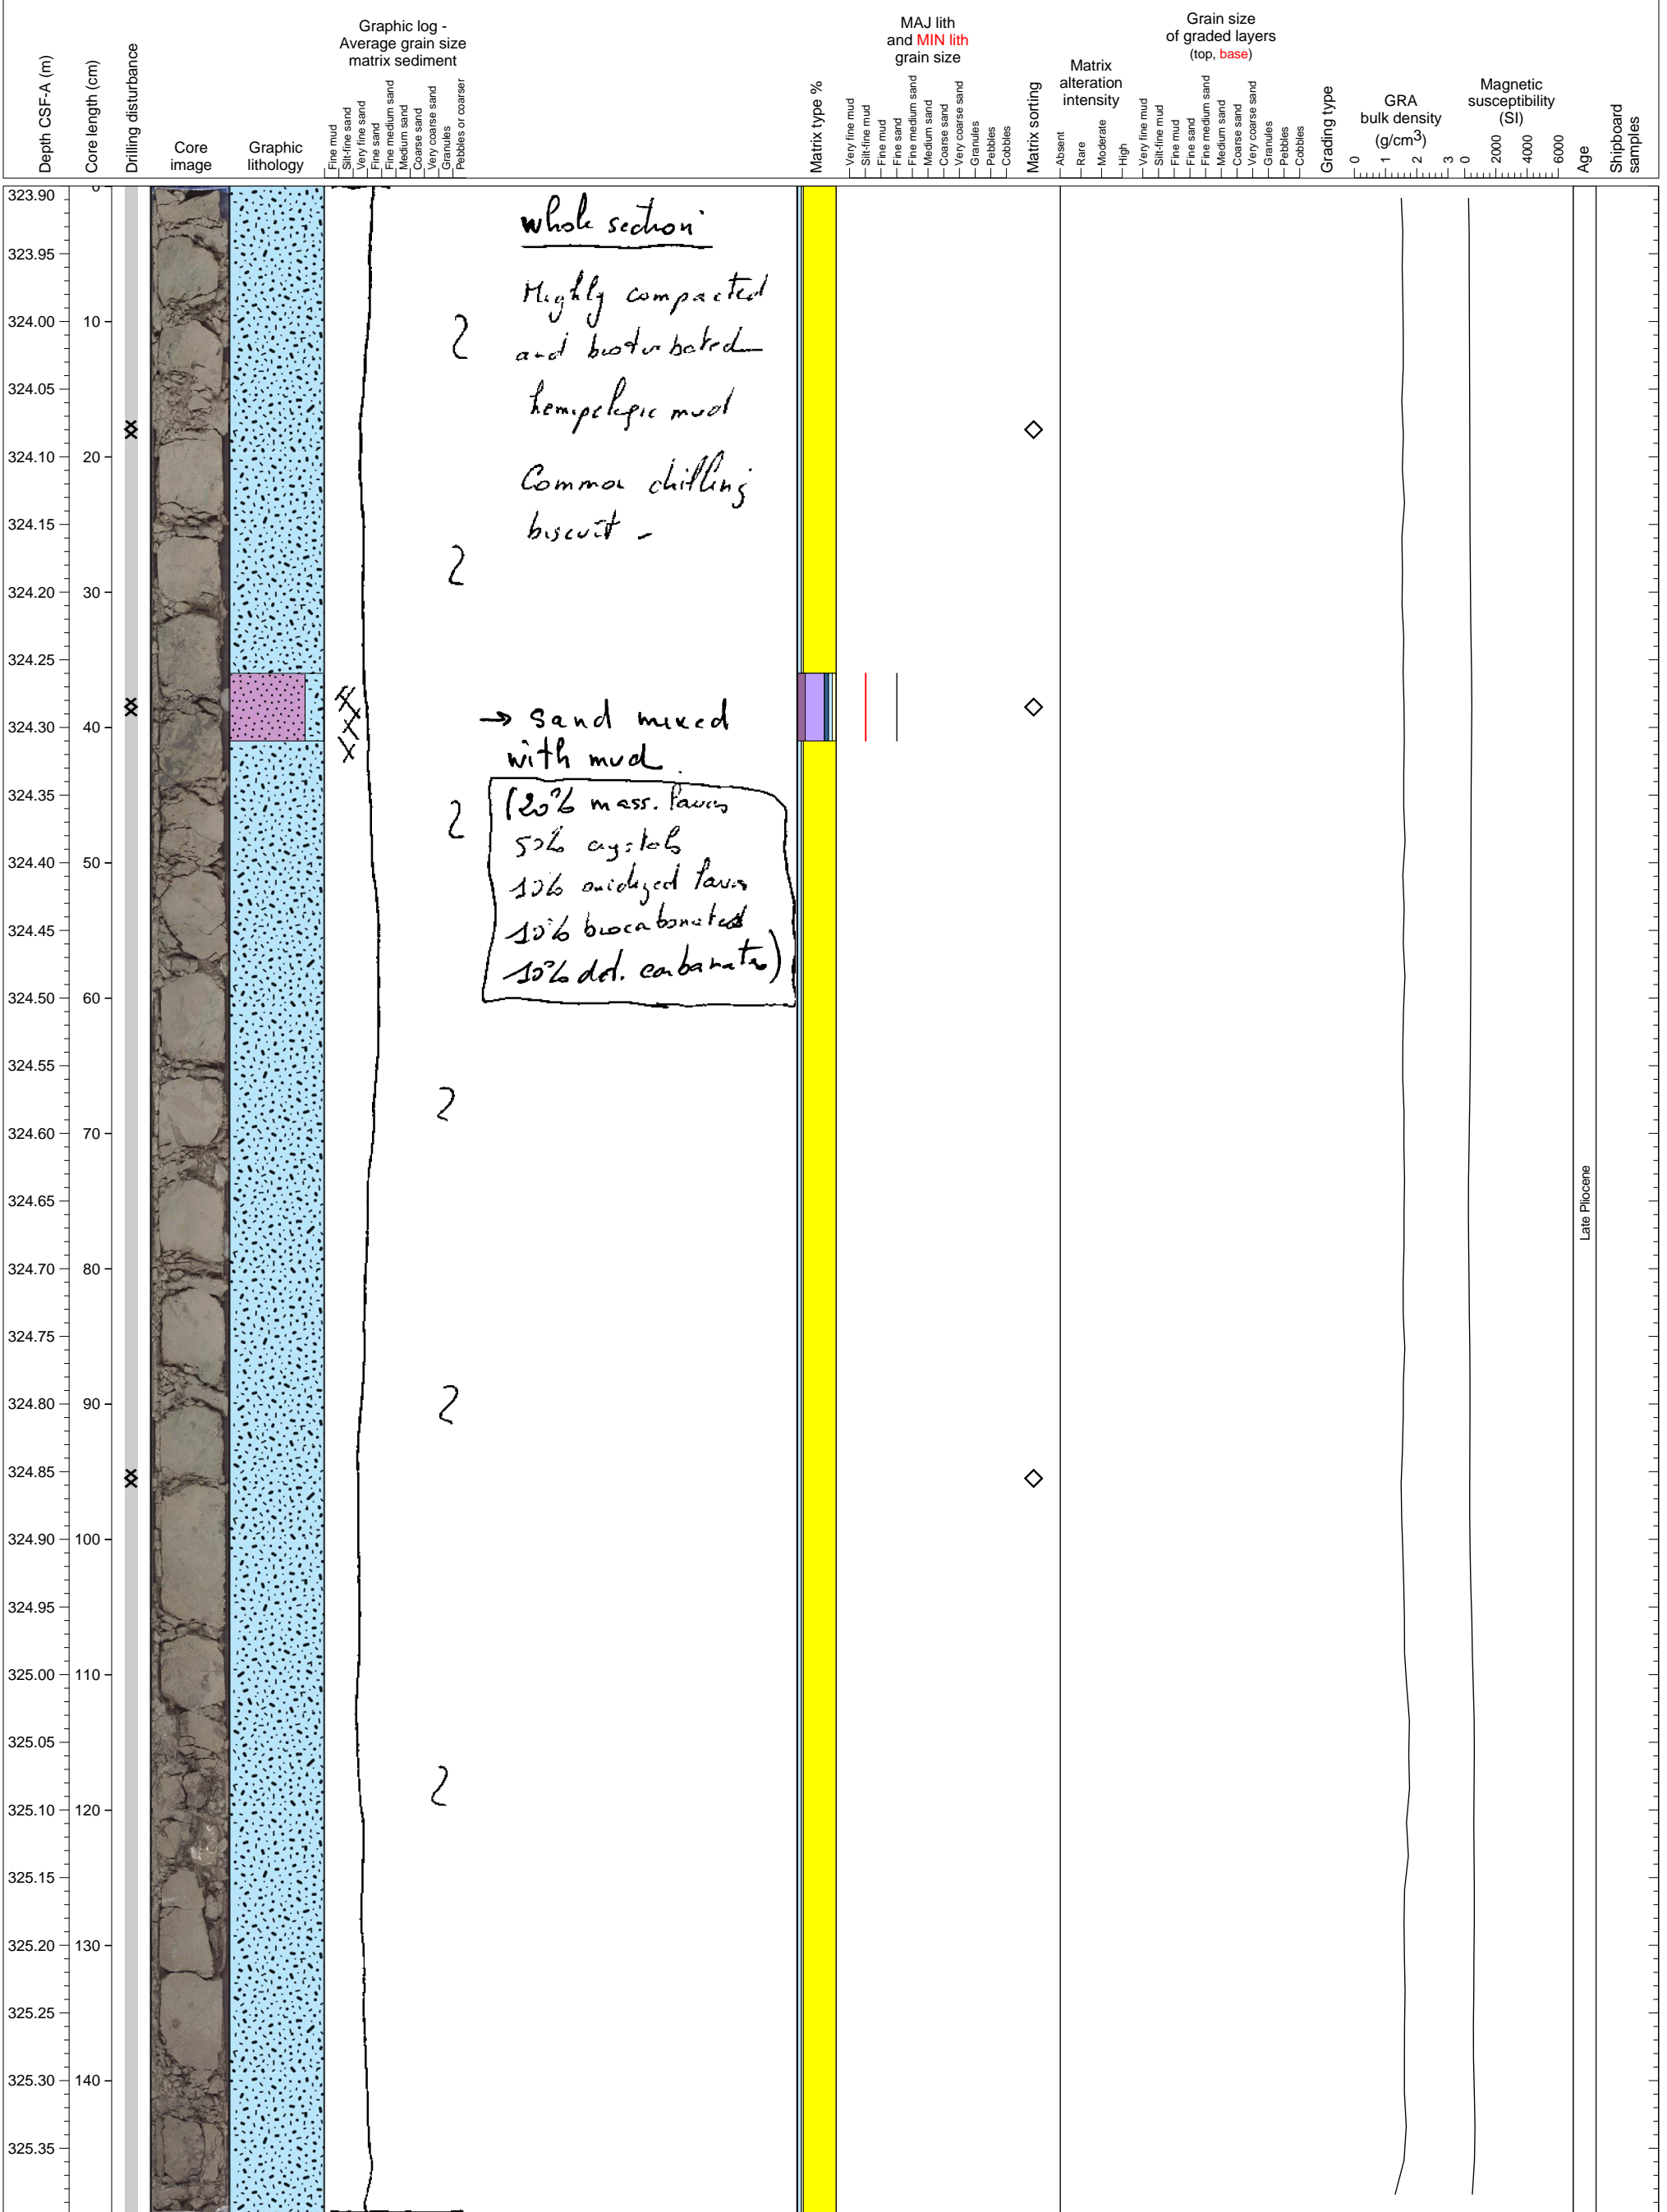 Depth CSF-A (m)
Core length (cm)
Drilling disturbance
Core
image
Graphic
lithology
Graphic log -
Average grain size
matrix sediment
Fine mud
Silt-fine sand
Very fine sand
Fine sand
Fine medium sand
Medium sand
Coarse sand
Very coarse sand
Granules
Pebbles or coarser
Matrix type %
MAJ lith
and MIN lith
grain size
Very fine mud
Silt-fine mud
Fine mud
Fine sand
Fine medium sand
Medium sand
Coarse sand
Very coarse sand
Granules
Pebbles
Cobbles
Matrix sorting
Matrix
alteration
intensity
Absent
Rare
Moderate
High
Grain size
of graded layers
(top, base)
Very fine mud
Silt-fine mud
Fine mud
Fine sand
Fine medium sand
Medium sand
Coarse sand
Very coarse sand
Granules
Pebbles
Cobbles
Grading type
GRA
bulk density
(g/cm3)
0 1 2 3
Magnetic
susceptibility
(SI)
0 2000 4000 6000
Age
Shipboard
samples
323.90 0
323.95
324.00 10
324.05
324.10 20
324.15
324.20 30
324.25
324.30 40
324.35
324.40 50
324.45
324.50 60
324.55
324.60 70
324.65
324.70 80
324.75
324.80 90
324.85
324.90 100
324.95
325.00 110
325.05
325.10 120
325.15
325.20 130
325.25
325.30 140
325.35
whole section
Highly compacted
and bioturbated
hemipelagic mud
Common drilling
biscuit -
→ sand mixed
with mud.
(20% mass. lavas
50% crystals
10% oxidized lavas
10% biocarbonates
10% det. carbonates)
Late Pliocene